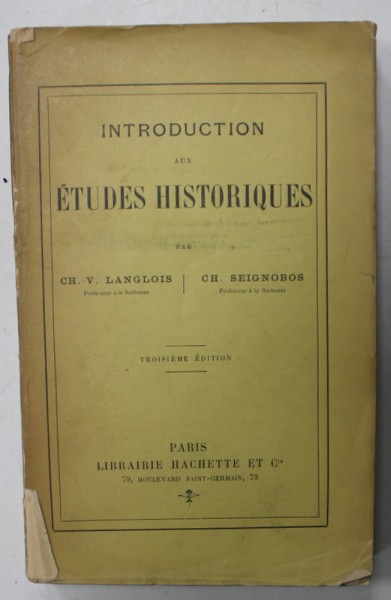 INTRODUCTION
AUX
ÉTUDES HISTORIQUES
PAR
CH. V. LANGLOIS
Professeur à la Sorbonne
CH. SEIGNOBOS
Professeur à la Sorbonne
TROISIÈME ÉDITION
PARIS
LIBRAIRIE HACHETTE ET Cie
79, BOULEVARD SAINT-GERMAIN, 79